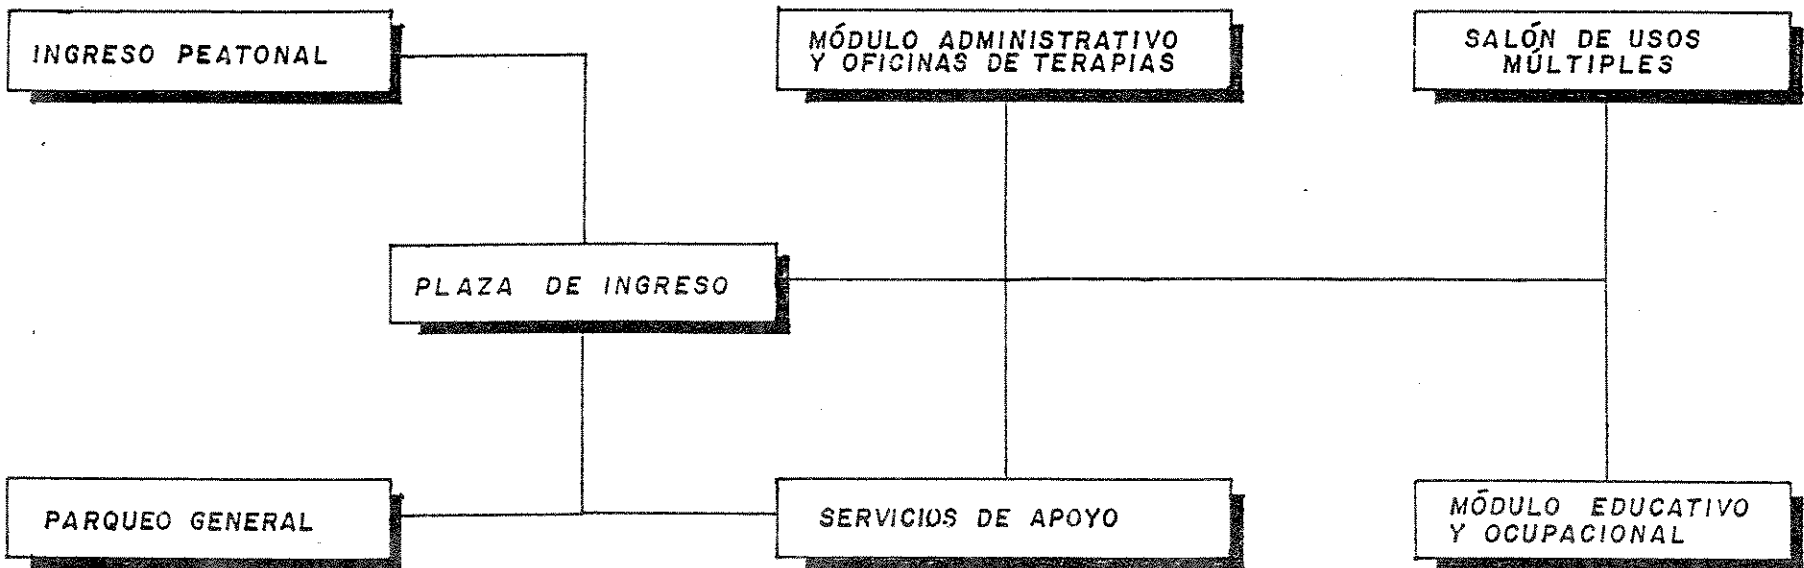 INGRESO PEATONAL
MÓDULO ADMINISTRATIVO
Y OFICINAS DE TERAPIAS
SALÓN DE USOS
MÚLTIPLES
PLAZA DE INGRESO
PARQUEO GENERAL
SERVICIOS DE APOYO
MÓDULO EDUCATIVO
Y OCUPACIONAL